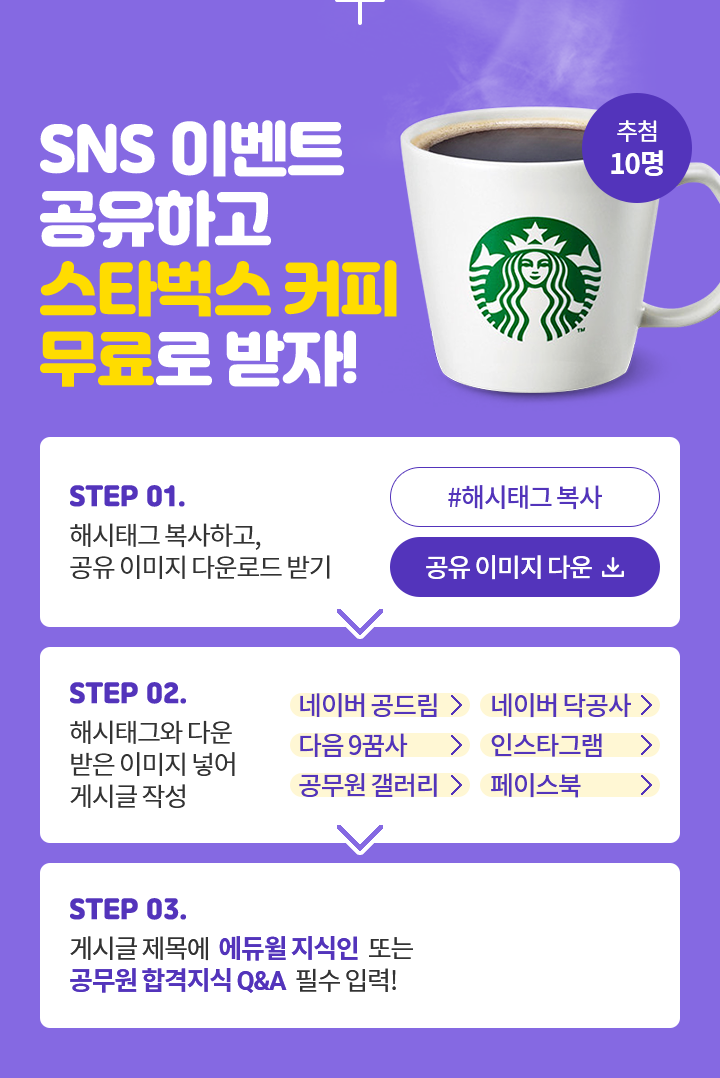 SNS 이벤트
공유하고
스타벅스 커피
무료로 받자!
추첨
10명
TM
STEP 01.
해시태그 복사하고,
공유 이미지 다운로드 받기
#해시태그 복사
공유 이미지 다운
STEP 02.
해시태그와 다운
받은 이미지 넣어
게시글 작성
네이버 공드림
네이버 닥공사
다음 9꿈사
인스타그램
공무원 갤러리
페이스북
STEP 03.
게시글 제목에 에듀윌 지식인 또는
공무원 합격지식 Q&A 필수 입력!